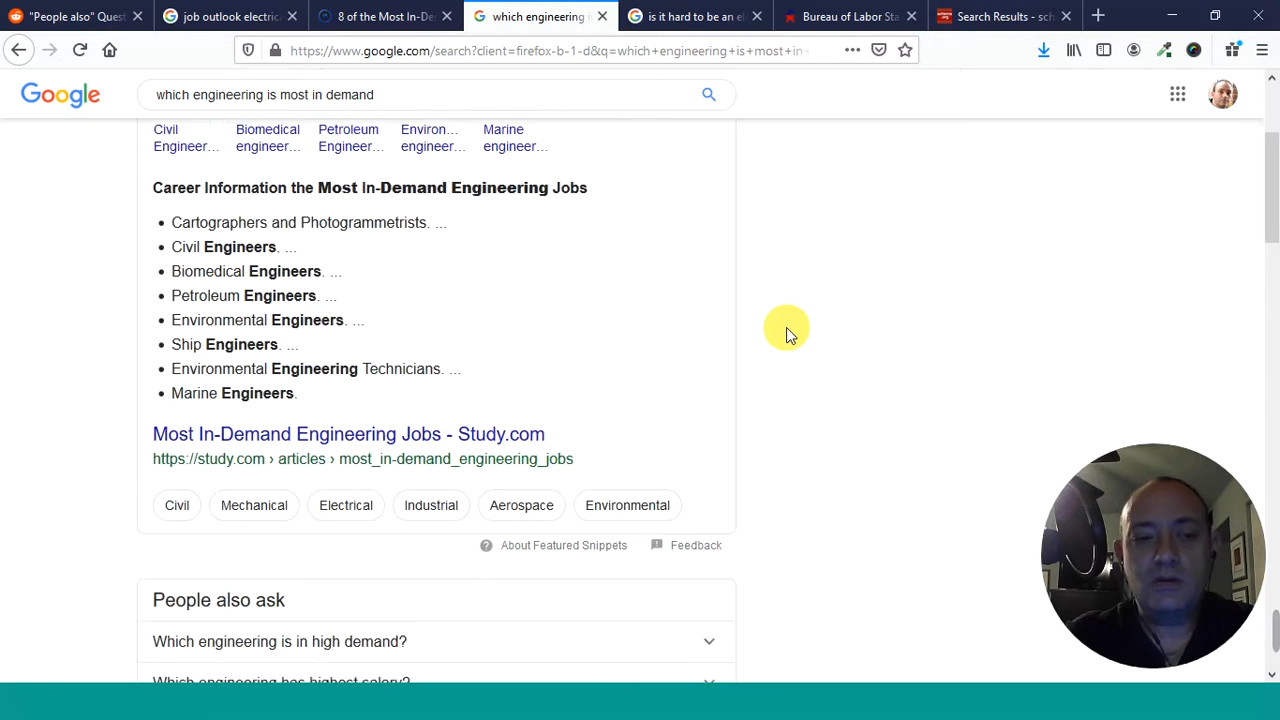 "People also" Quest
job outlook electrica
8 of the Most In-De
which engineering i
is it hard to be an el
Bureau of Labor Sta
Search Results - sch
https://www.google.com/search?client=firefox-b-1-d&q=which+engineering+is+most+in
Google
which engineering is most in demand
Civil Biomedical Petroleum Environ... Marine
Engineer... engineer... Engineer... engineer... engineer...
Career Information the Most In-Demand Engineering Jobs
• Cartographers and Photogrammetrists. ...
• Civil Engineers. ...
• Biomedical Engineers. ...
• Petroleum Engineers. ...
• Environmental Engineers. ...
• Ship Engineers. ...
• Environmental Engineering Technicians. ...
• Marine Engineers.
Most In-Demand Engineering Jobs - Study.com
https://study.com › articles › most_in-demand_engineering_jobs
Civil Mechanical Electrical Industrial Aerospace Environmental
About Featured Snippets Feedback
People also ask
Which engineering is in high demand?
Which engineering has highest salery?